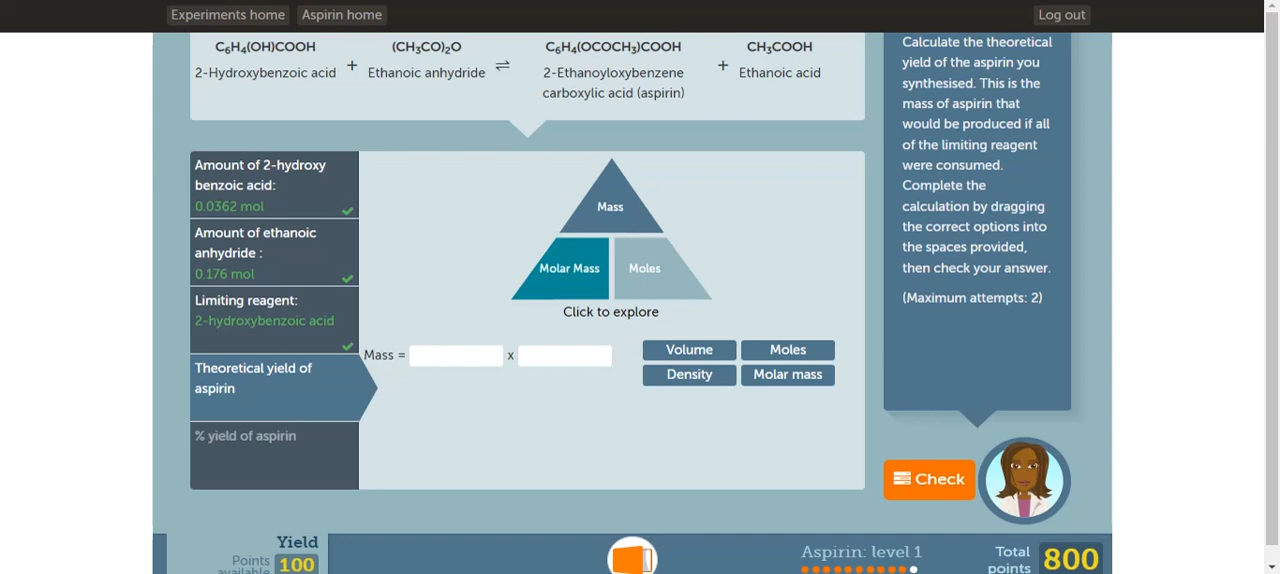 Experiments home
Aspirin home
Log out
C₆H₄(OH)COOH
(CH₃CO)₂O
C₆H₄(OCOCH₃)COOH
CH₃COOH
2-Hydroxybenzoic acid + Ethanoic anhydride ⇌ 2-Ethanoyloxybenzene + Ethanoic acid
carboxylic acid (aspirin)
Amount of 2-hydroxy
benzoic acid:
0.0362 mol
Amount of ethanoic
anhydride :
0.176 mol
Limiting reagent:
2-hydroxybenzoic acid
Theoretical yield of
aspirin
% yield of aspirin
Mass
Molar Mass
Moles
Click to explore
Mass = x
Volume
Moles
Density
Molar mass
Calculate the theoretical
yield of the aspirin you
synthesised. This is the
mass of aspirin that
would be produced if all
of the limiting reagent
were consumed.
Complete the
calculation by dragging
the correct options into
the spaces provided,
then check your answer.
(Maximum attempts: 2)
Check
Yield
Points
available
100
Aspirin: level 1
Total
points
800